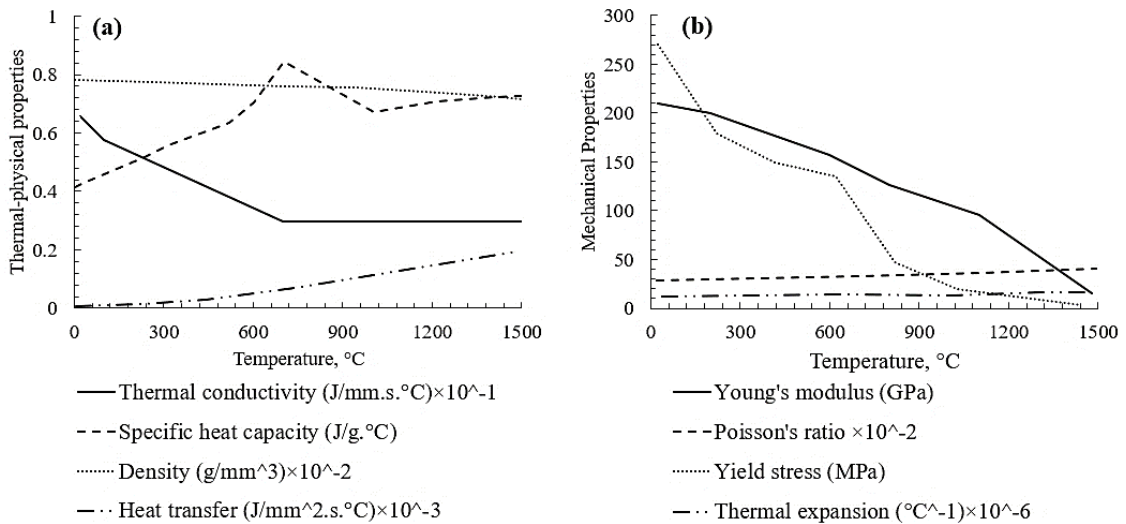 (a)
Thermal-physical properties
1
0.8
0.6
0.4
0.2
0
0 300 600 900 1200 1500
Temperature, °C
Thermal conductivity (J/mm.s.°C)×10^-1
Specific heat capacity (J/g.°C)
Density (g/mm^3)×10^-2
Heat transfer (J/mm^2.s.°C)×10^-3
(b)
Mechanical Properties
300
250
200
150
100
50
0
0 300 600 900 1200 1500
Temperature, °C
Young's modulus (GPa)
Poisson's ratio ×10^-2
Yield stress (MPa)
Thermal expansion (°C^-1)×10^-6